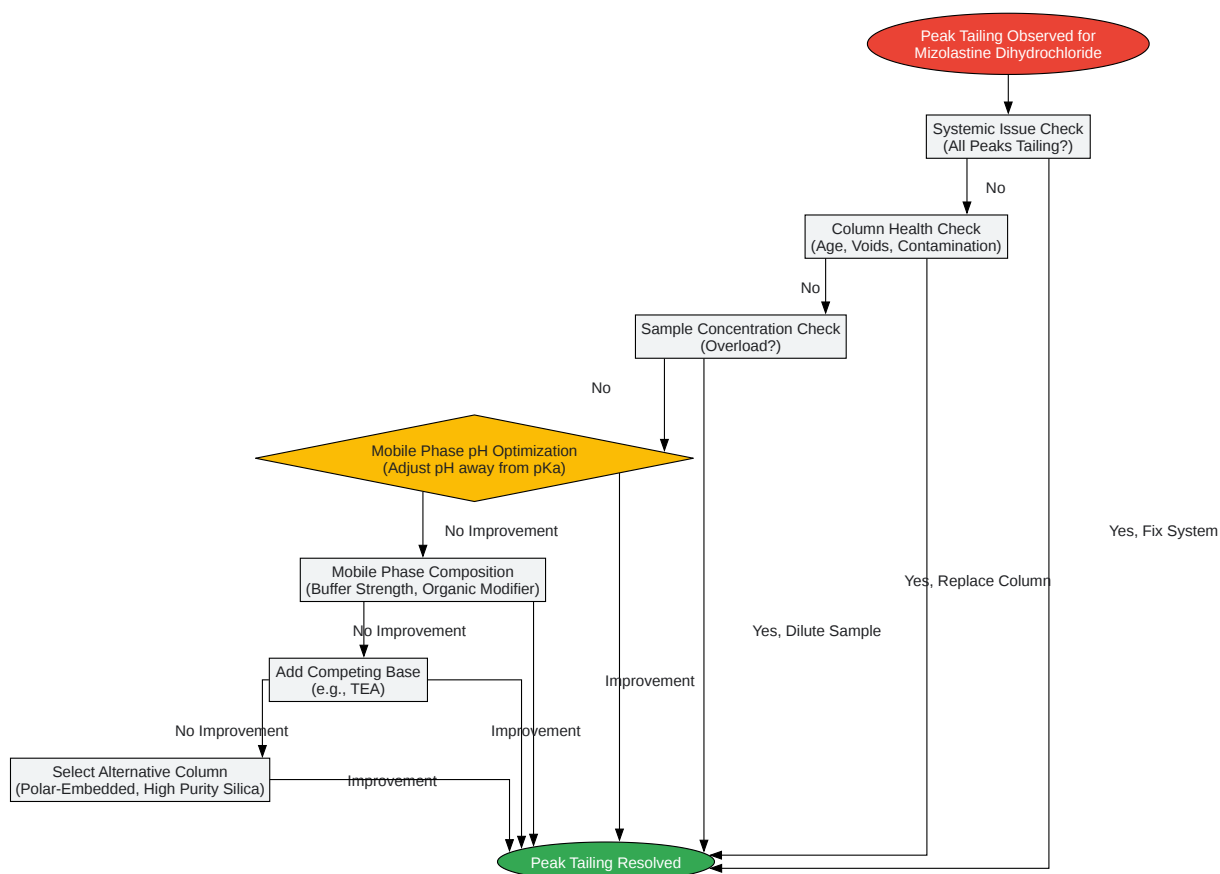 Peak Tailing Observed for
Mizolastine Dihydrochloride
Systemic Issue Check
(All Peaks Tailing?)
No
Column Health Check
(Age, Voids, Contamination)
No
Sample Concentration Check
(Overload?)
No
Mobile Phase pH Optimization
(Adjust pH away from pKa)
No Improvement
Yes, Fix System
Mobile Phase Composition
(Buffer Strength, Organic Modifier)
Yes, Replace Column
No Improvement
Yes, Dilute Sample
Add Competing Base
(e.g., TEA)
Improvement
No Improvement
Improvement
Select Alternative Column
(Polar-Embedded, High Purity Silica)
Improvement
Peak Tailing Resolved